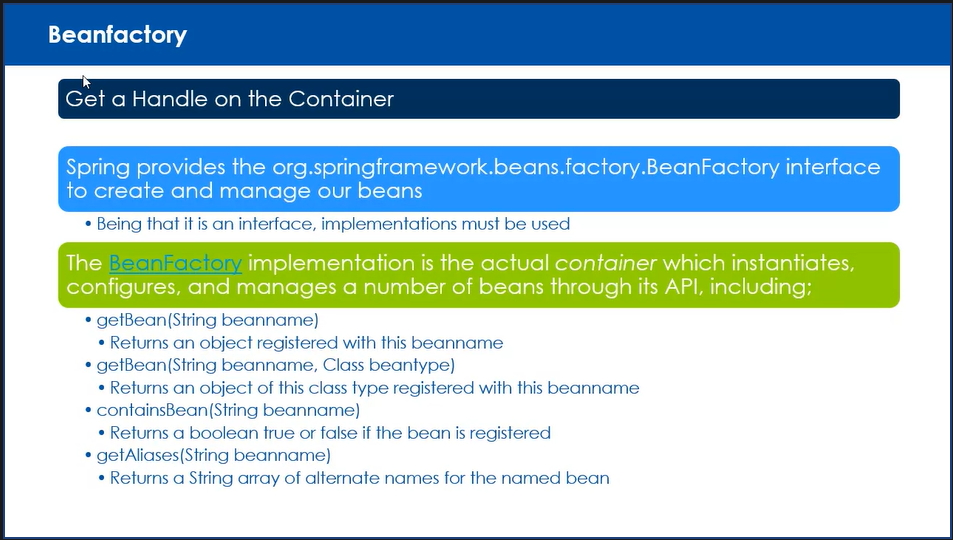 Beanfactory
Get a Handle on the Container
Spring provides the org.springframework.beans.factory.BeanFactory interface
to create and manage our beans
• Being that it is an interface, implementations must be used
The BeanFactory implementation is the actual container which instantiates,
configures, and manages a number of beans through its API, including;
• getBean(String beanname)
• Returns an object registered with this beanname
• getBean(String beanname, Class beantype)
• Returns an object of this class type registered with this beanname
• containsBean(String beanname)
• Returns a boolean true or false if the bean is registered
• getAliases(String beanname)
• Returns a String array of alternate names for the named bean